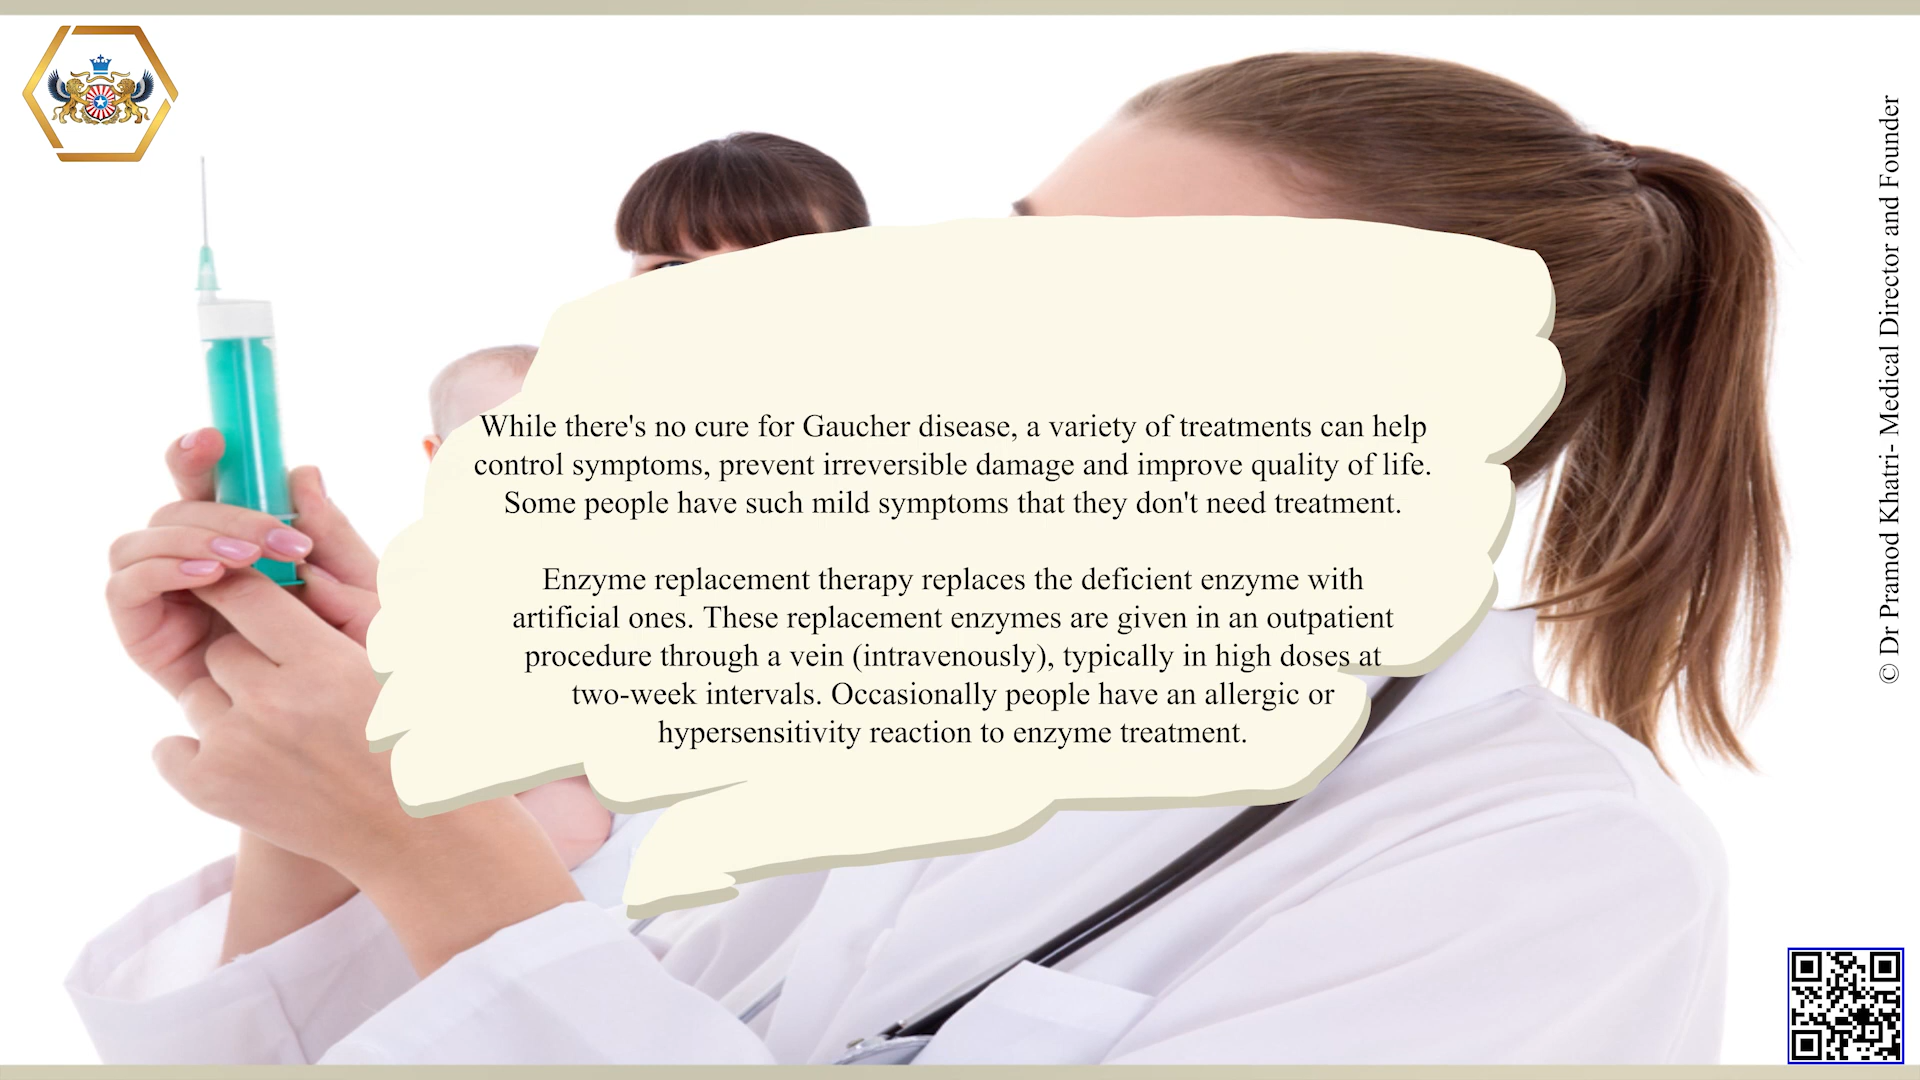 While there's no cure for Gaucher disease, a variety of treatments can help
control symptoms, prevent irreversible damage and improve quality of life.
Some people have such mild symptoms that they don't need treatment.
Enzyme replacement therapy replaces the deficient enzyme with
artificial ones. These replacement enzymes are given in an outpatient
procedure through a vein (intravenously), typically in high doses at
two-week intervals. Occasionally people have an allergic or
hypersensitivity reaction to enzyme treatment.
© Dr Pramod Khatri- Medical Director and Founder